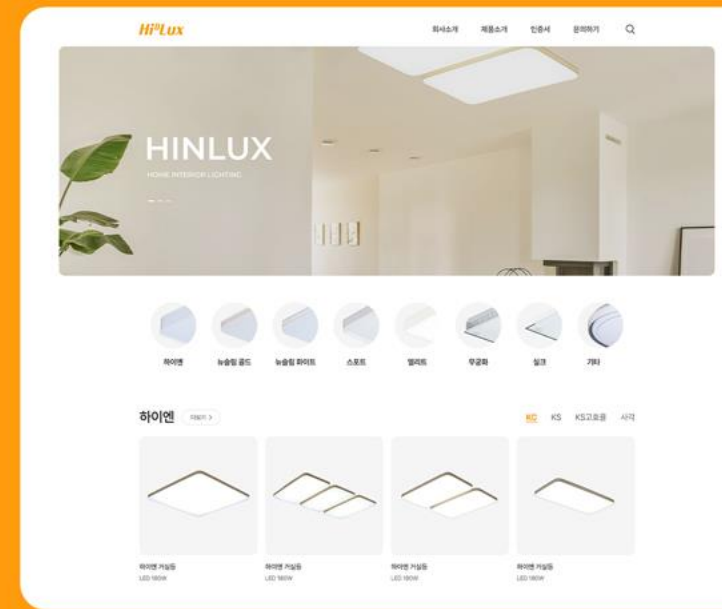 HiⁿLux
회사소개 제품소개 인증서 문의하기
HINLUX
HOME INTERIOR LIGHTING
하이엔 뉴슬림 골드 뉴슬림 화이트 스포트 엘리트 무궁화 실크 기타
하이엔 더보기 >
KC KS KS고효율 사각
하이엔 거실등 하이엔 거실등 하이엔 거실등 하이엔 거실등
LED 180W LED 180W LED 180W LED 180W